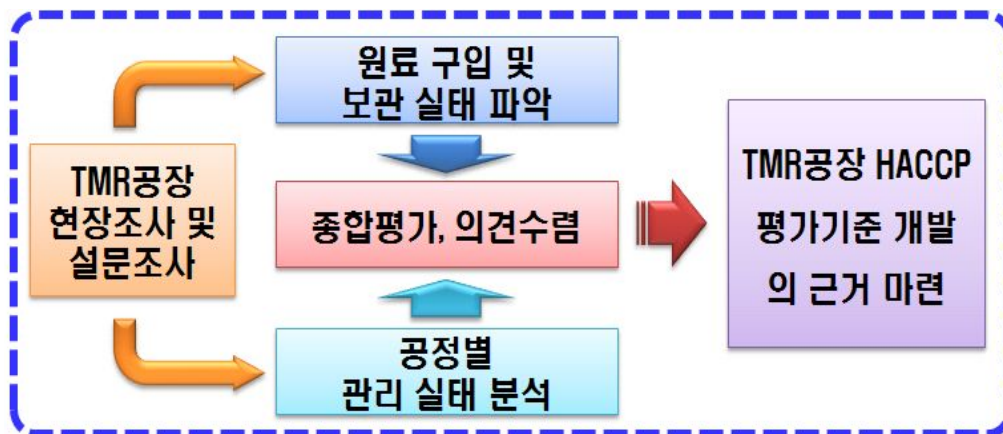 TMR공장
현장조사 및
설문조사
원료 구입 및
보관 실태 파악
종합평가, 의견수렴
공정별
관리 실태 분석
TMR공장 HACCP
평가기준 개발
의 근거 마련